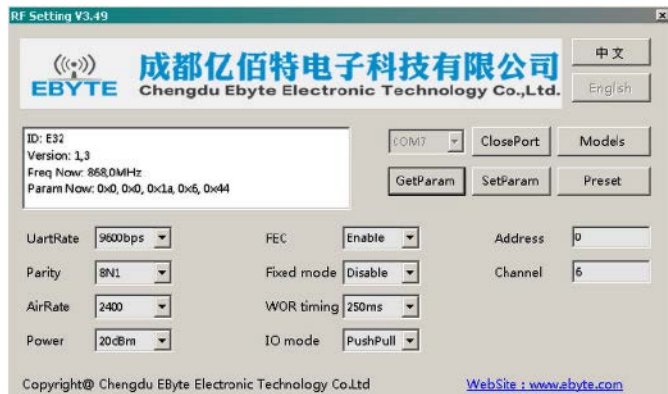 RF Setting V3.49
EBYTE
成都亿佰特电子科技有限公司
Chengdu Ebyte Electronic Technology Co.,Ltd.
中文
English
ID: E32
Version: 1,3
Freq Now: 868,0MHz
Param Now: 0x0, 0x0, 0x1a, 0x6, 0x44
COM7 ClosePort Models
GetParam SetParam Preset
UartRate 9600bps FEC Enable Address 0
Parity 8N1 Fixed mode Disable Channel 6
AirRate 2400 WOR timing 250ms
Power 20dBm IO mode PushPull
Copyright@ Chengdu EByte Electronic Technology Co.Ltd WebSite : www.ebyte.com